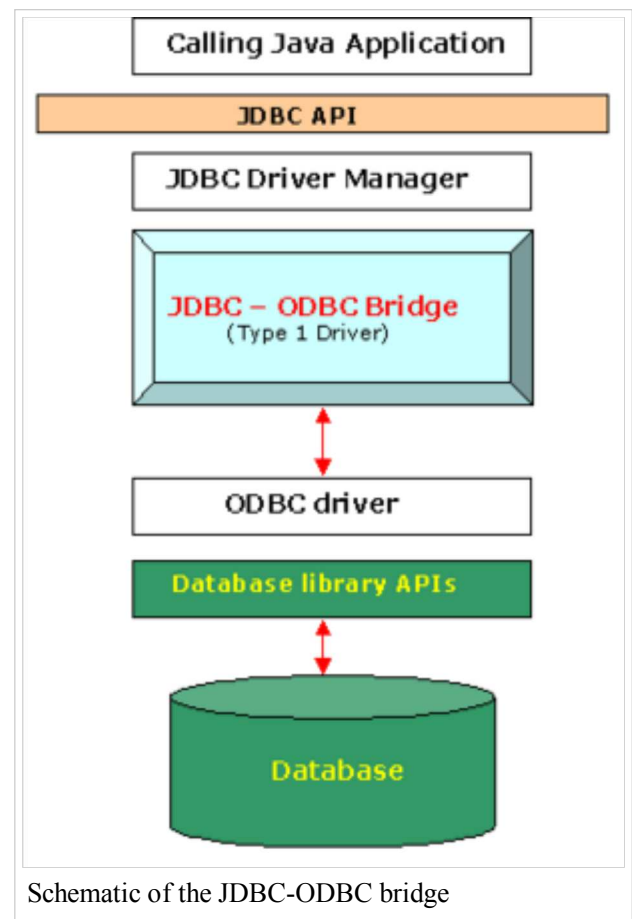 Calling Java Application
JDBC API
JDBC Driver Manager
JDBC – ODBC Bridge
(Type 1 Driver)
ODBC driver
Database library APIs
Database
Schematic of the JDBC-ODBC bridge